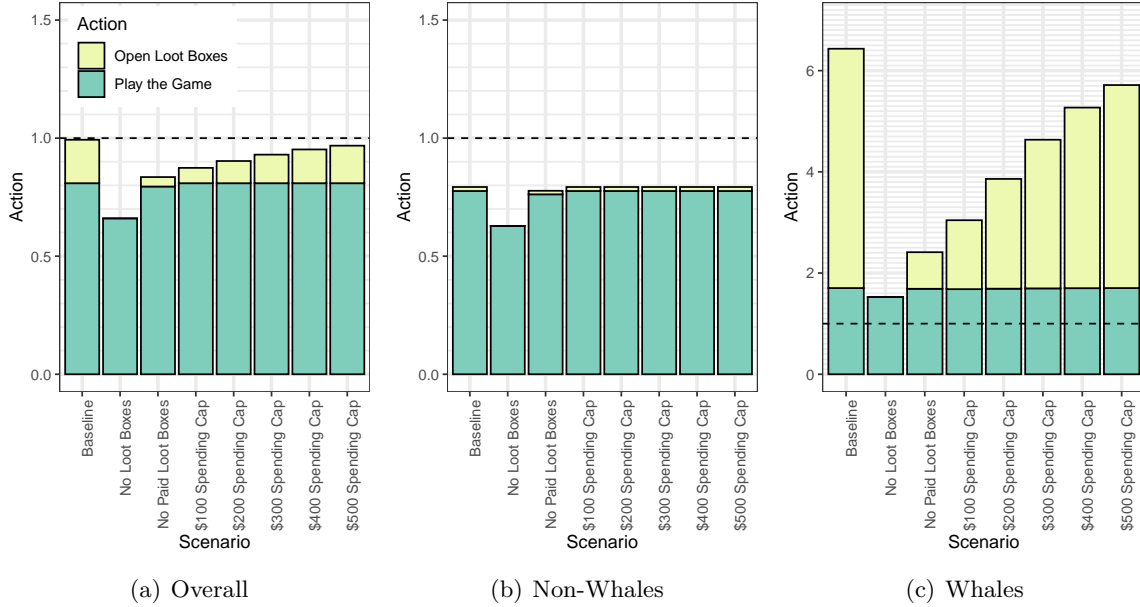 Action
Open Loot Boxes
Play the Game
1.5
1.0
0.5
0.0
Action
Baseline
No Loot Boxes
No Paid Loot Boxes
$100 Spending Cap
$200 Spending Cap
$300 Spending Cap
$400 Spending Cap
$500 Spending Cap
Scenario
(a) Overall
1.5
1.0
0.5
0.0
Action
Baseline
No Loot Boxes
No Paid Loot Boxes
$100 Spending Cap
$200 Spending Cap
$300 Spending Cap
$400 Spending Cap
$500 Spending Cap
Scenario
(b) Non-Whales
6
4
2
0
Action
Baseline
No Loot Boxes
No Paid Loot Boxes
$100 Spending Cap
$200 Spending Cap
$300 Spending Cap
$400 Spending Cap
$500 Spending Cap
Scenario
(c) Whales